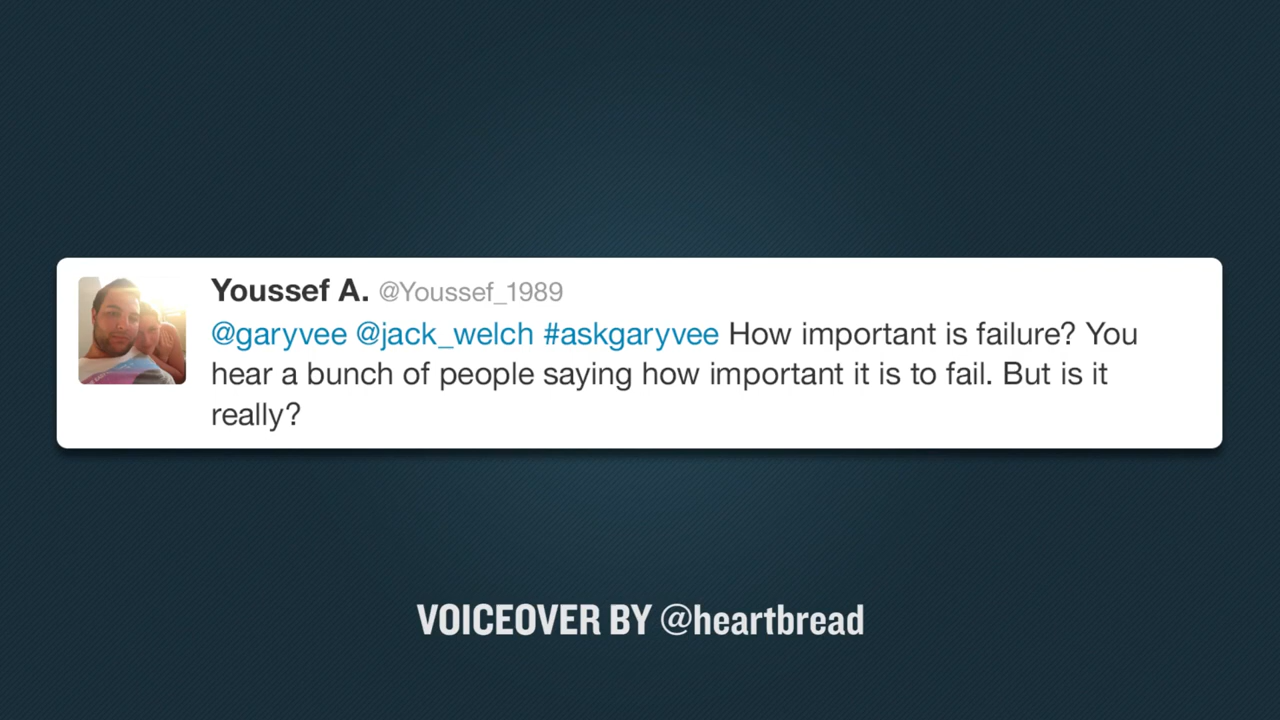 Youssef A. @Youssef_1989
@garyvee @jack_welch #askgaryvee How important is failure? You
hear a bunch of people saying how important it is to fail. But is it
really?
VOICEOVER BY @heartbread